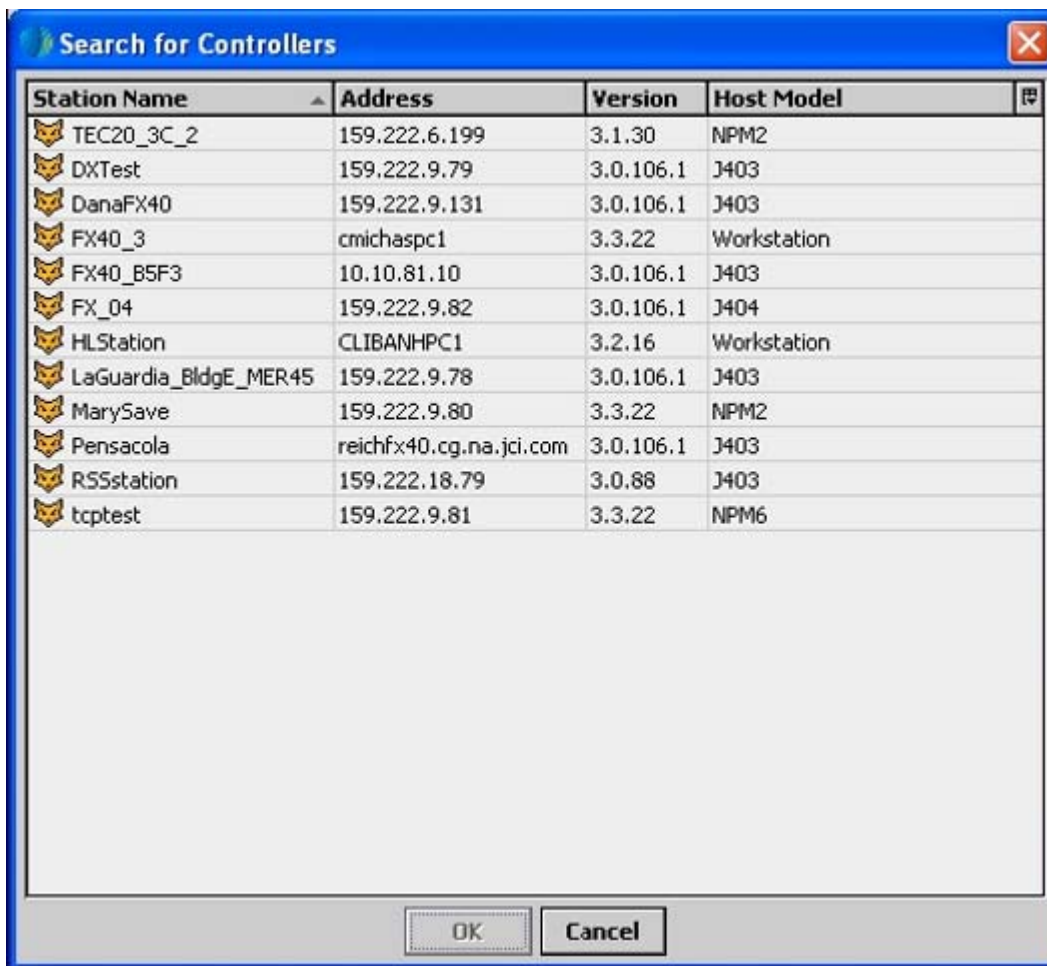 Search for Controllers
Station Name Address Version Host Model
TEC20_3C_2 159.222.6.199 3.1.30 NPM2
DXTest 159.222.9.79 3.0.106.1 J403
DanaFX40 159.222.9.131 3.0.106.1 J403
FX40_3 cmichaspc1 3.3.22 Workstation
FX40_B5F3 10.10.81.10 3.0.106.1 J403
FX_04 159.222.9.82 3.0.106.1 J404
HLStation CLIBANHPC1 3.2.16 Workstation
LaGuardia_BldgE_MER45 159.222.9.78 3.0.106.1 J403
MarySave 159.222.9.80 3.3.22 NPM2
Pensacola reichfx40.cg.na.jci.com 3.0.106.1 J403
RSSstation 159.222.18.79 3.0.88 J403
tcptest 159.222.9.81 3.3.22 NPM6
OK Cancel